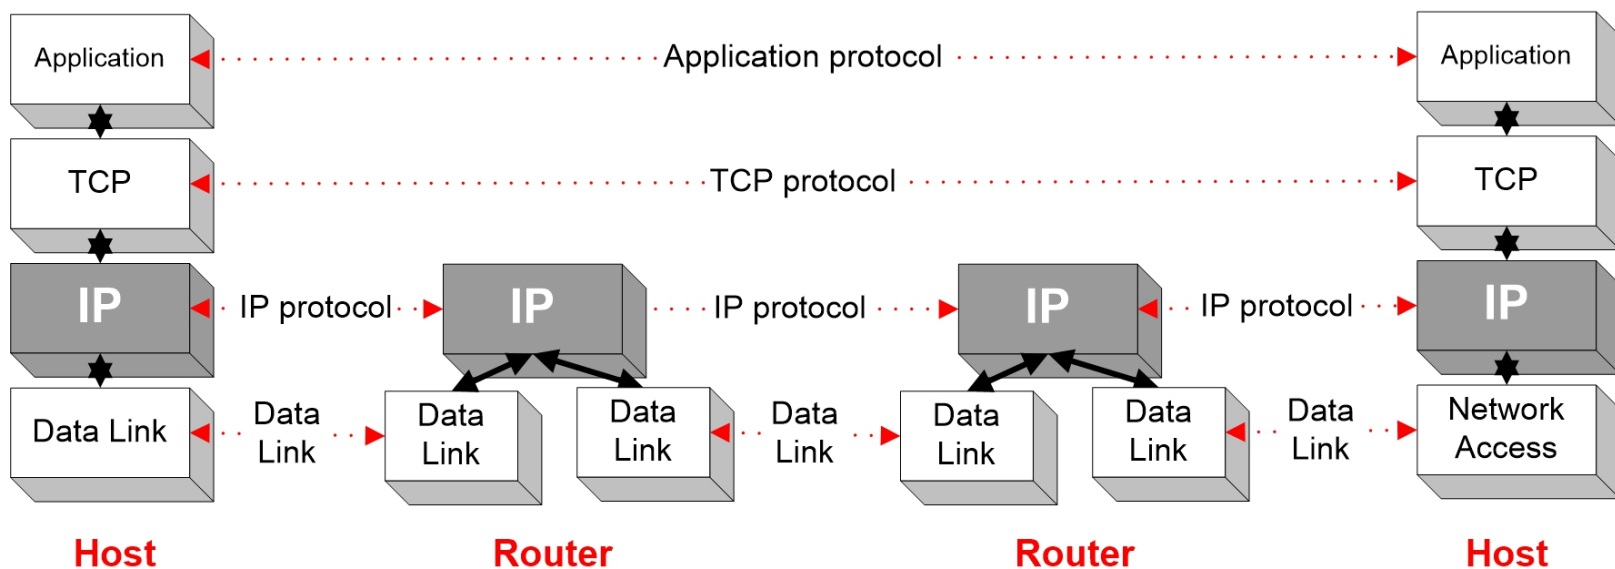 Application
Application protocol
Application
TCP
TCP protocol
TCP
IP
IP protocol
IP
IP protocol
IP
IP protocol
IP
Data Link
Data
Link
Data
Link
Data
Link
Data
Link
Data
Link
Data
Link
Data
Link
Network
Access
Host
Router
Router
Host